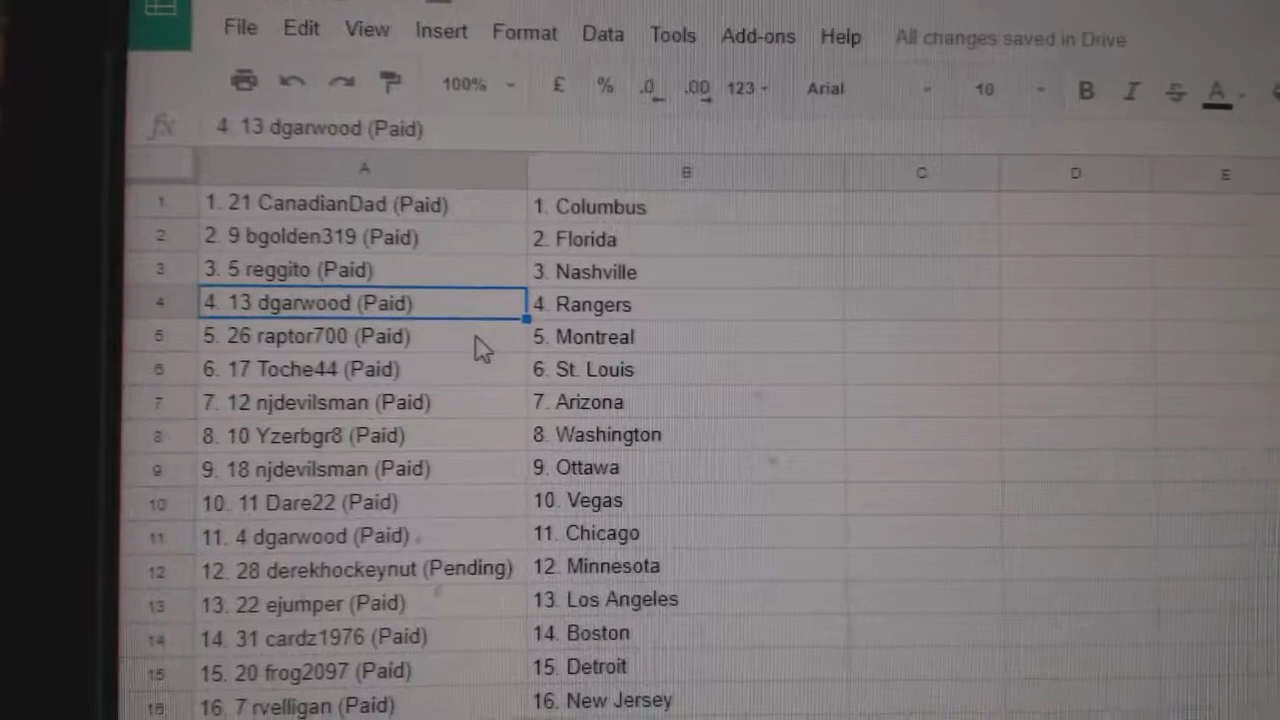 File Edit View Insert Format Data Tools Add-ons Help All changes saved in Drive
100% £ % .0 .00 123 Arial 10 B I S A
fx 4. 13 dgarwood (Paid)
A B C D E
1 1. 21 CanadianDad (Paid) 1. Columbus
2 2. 9 bgolden319 (Paid) 2. Florida
3 3. 5 reggito (Paid) 3. Nashville
4 4. 13 dgarwood (Paid) 4. Rangers
5 5. 26 raptor700 (Paid) 5. Montreal
6 6. 17 Toche44 (Paid) 6. St. Louis
7 7. 12 njdevilsman (Paid) 7. Arizona
8 8. 10 Yzerbgr8 (Paid) 8. Washington
9 9. 18 njdevilsman (Paid) 9. Ottawa
10 10. 11 Dare22 (Paid) 10. Vegas
11 11. 4 dgarwood (Paid) 11. Chicago
12 12. 28 derekhockeynut (Pending) 12. Minnesota
13 13. 22 ejumper (Paid) 13. Los Angeles
14 14. 31 cardz1976 (Paid) 14. Boston
15 15. 20 frog2097 (Paid) 15. Detroit
16 16. 7 rvelligan (Paid) 16. New Jersey